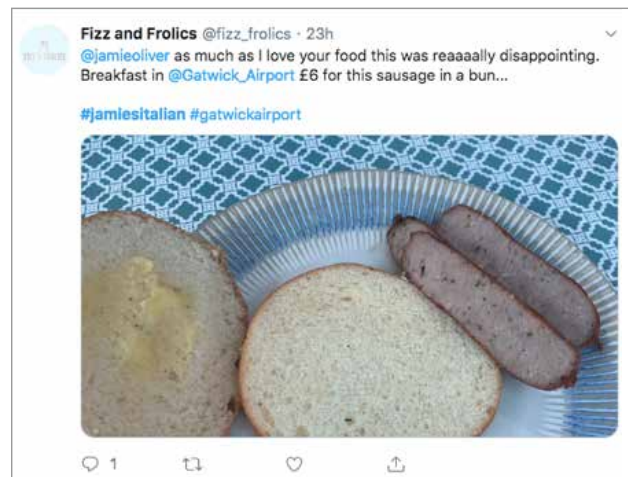 Fizz and Frolics @fizz_frolics · 23h
@jamieoliver as much as I love your food this was reaaaally disappointing.
Breakfast in @Gatwick_Airport £6 for this sausage in a bun...
#jamiesitalian #gatwickairport
1